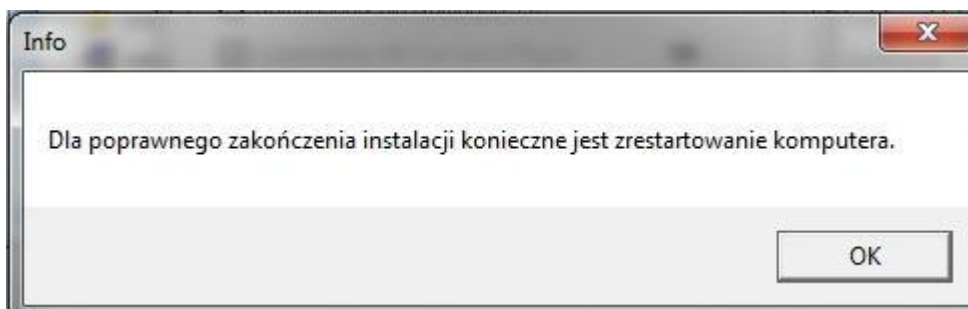 Info
Dla poprawnego zakończenia instalacji konieczne jest zrestartowanie komputera.
OK